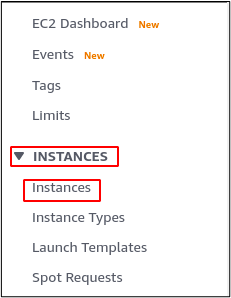 EC2 Dashboard New
Events New
Tags
Limits
INSTANCES
Instances
Instance Types
Launch Templates
Spot Requests